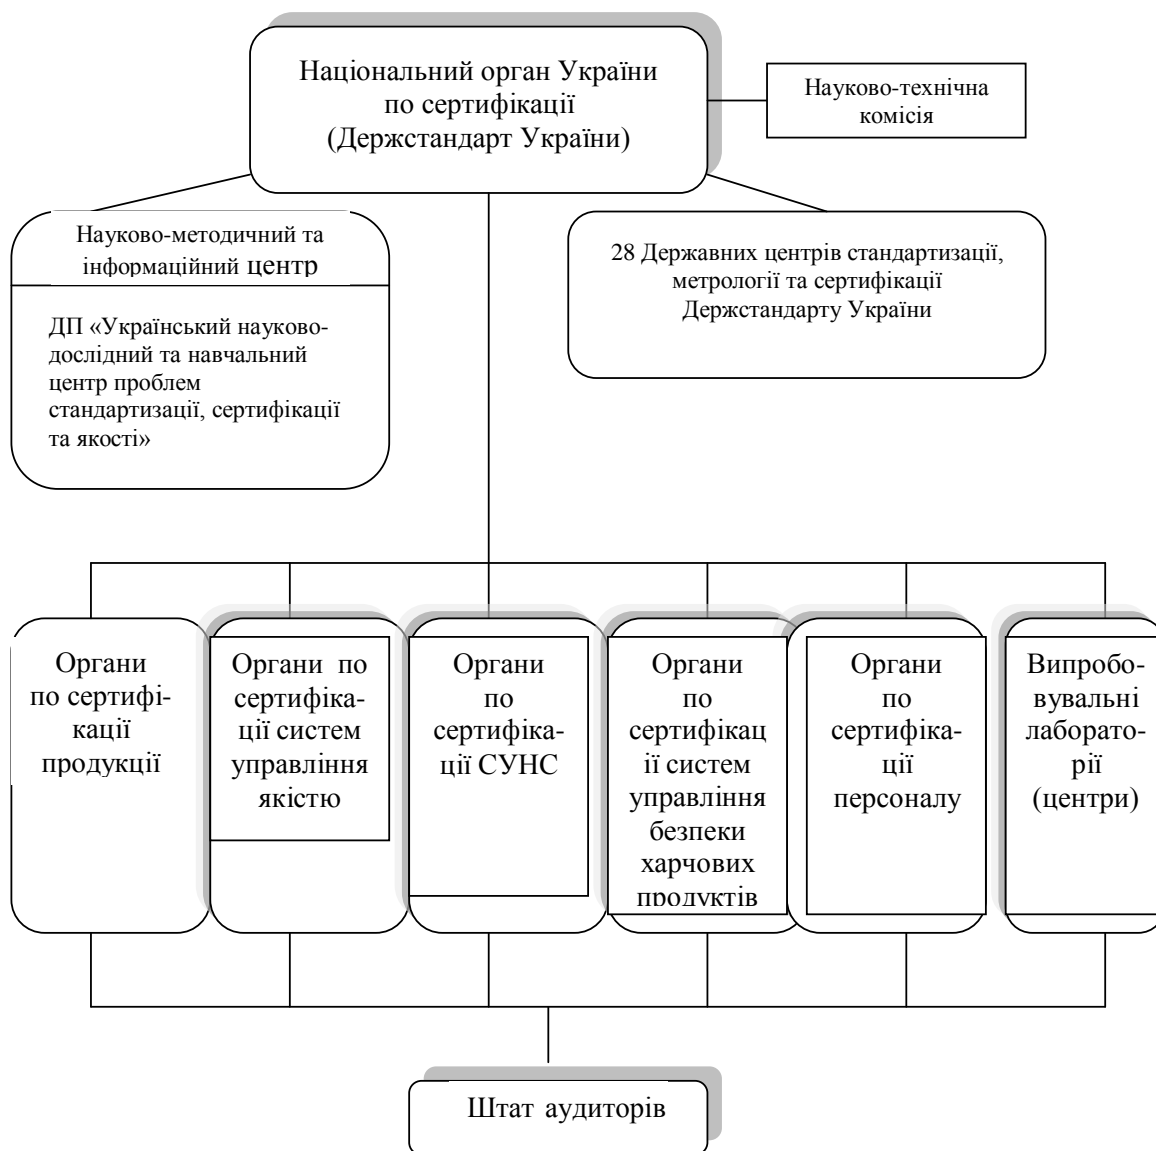 Національний орган України
по сертифікації
(Держстандарт України)
Науково-технічна
комісія
Науково-методичний та
інформаційний центр
ДП «Український науково-
дослідний та навчальний
центр проблем
стандартизації, сертифікації
та якості»
28 Державних центрів стандартизації,
метрології та сертифікації
Держстандарту України
Органи
по сертифі-
кації
продукції
Органи по
сертифіка-
ції систем
управління
якістю
Органи
по
сертифіка-
ції СУНС
Органи
по
сертифікац
ії систем
управління
безпеки
харчових
продуктів
Органи
по
сертифіка-
ції
персоналу
Випробо-
вувальні
лаборато-
рії
(центри)
Штат аудиторів